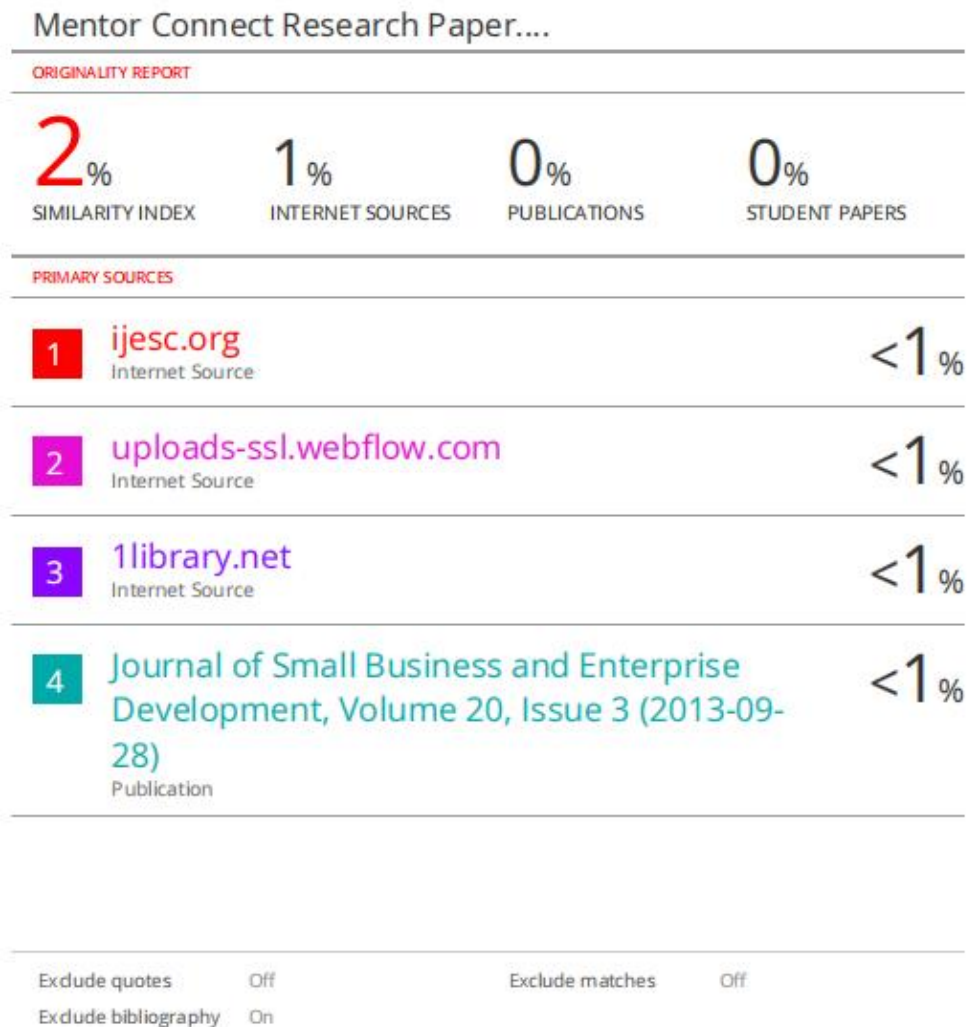 Mentor Connect Research Paper....
ORIGINALITY REPORT
2% 1% 0% 0%
SIMILARITY INDEX INTERNET SOURCES PUBLICATIONS STUDENT PAPERS
PRIMARY SOURCES
1 ijesc.org <1%
Internet Source
2 uploads-ssl.webflow.com <1%
Internet Source
3 1library.net <1%
Internet Source
4 Journal of Small Business and Enterprise <1%
Development, Volume 20, Issue 3 (2013-09-
28)
Publication
Exclude quotes Off Exclude matches Off
Exclude bibliography On